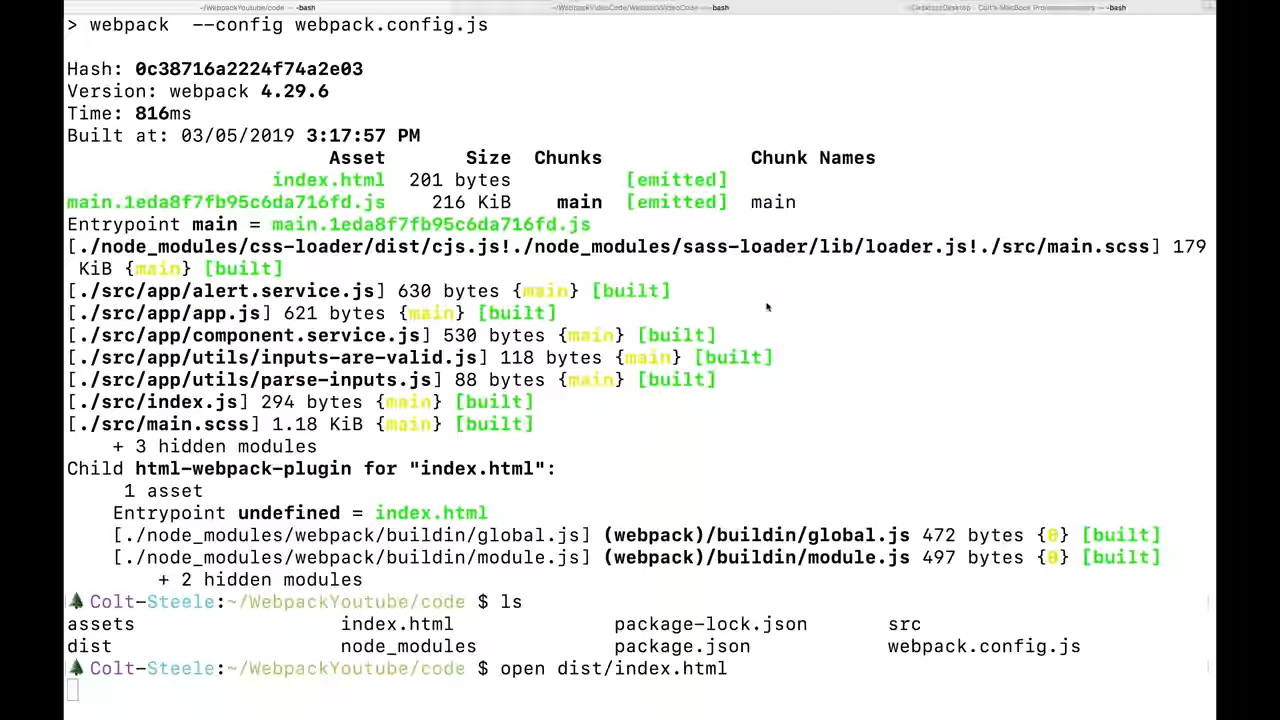 ~/WebpackYoutube/code — -bash
~/WebpackVideoCode/WebpackVideoCode — -bash
> webpack  --config webpack.config.js
Hash: 0c38716a2224f74a2e03
Version: webpack 4.29.6
Time: 816ms
Built at: 03/05/2019 3:17:57 PM
Asset Size Chunks Chunk Names
index.html 201 bytes [emitted]
main.1eda8f7fb95c6da716fd.js 216 KiB main [emitted] main
Entrypoint main = main.1eda8f7fb95c6da716fd.js
[./node_modules/css-loader/dist/cjs.js!./node_modules/sass-loader/lib/loader.js!./src/main.scss] 179
KiB {main} [built]
[./src/app/alert.service.js] 630 bytes {main} [built]
[./src/app/app.js] 621 bytes {main} [built]
[./src/app/component.service.js] 530 bytes {main} [built]
[./src/app/utils/inputs-are-valid.js] 118 bytes {main} [built]
[./src/app/utils/parse-inputs.js] 88 bytes {main} [built]
[./src/index.js] 294 bytes {main} [built]
[./src/main.scss] 1.18 KiB {main} [built]
+ 3 hidden modules
Child html-webpack-plugin for "index.html":
1 asset
Entrypoint undefined = index.html
[./node_modules/webpack/buildin/global.js] (webpack)/buildin/global.js 472 bytes {0} [built]
[./node_modules/webpack/buildin/module.js] (webpack)/buildin/module.js 497 bytes {0} [built]
+ 2 hidden modules
Colt-Steele:~/WebpackYoutube/code $ ls
assets index.html package-lock.json src
dist node_modules package.json webpack.config.js
Colt-Steele:~/WebpackYoutube/code $ open dist/index.html